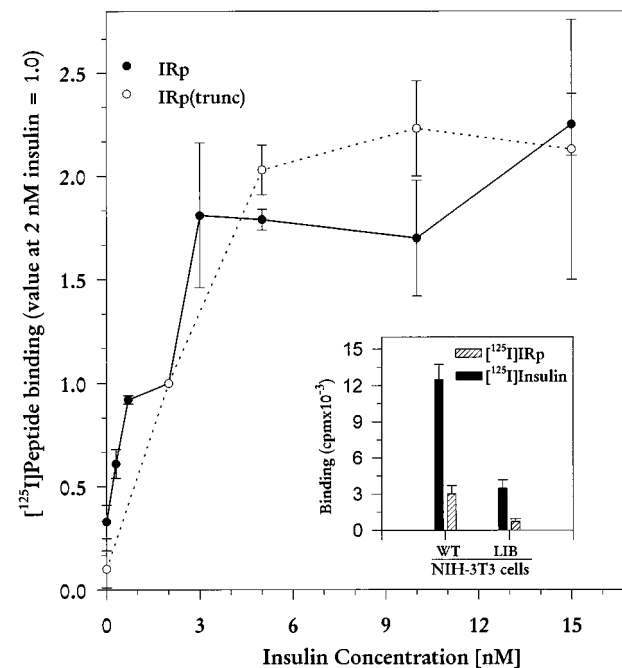 [¹²⁵I]Peptide binding (value at 2 nM insulin = 1.0)
2.5
2.0
1.5
1.0
0.5
0.0
IRp
IRp(trunc)
0 3 6 9 12 15
Insulin Concentration [nM]
Binding (cpmx10⁻³)
15
12
9
6
3
0
[¹²⁵I]IRp
[¹²⁵I]Insulin
WT LIB
NIH-3T3 cells